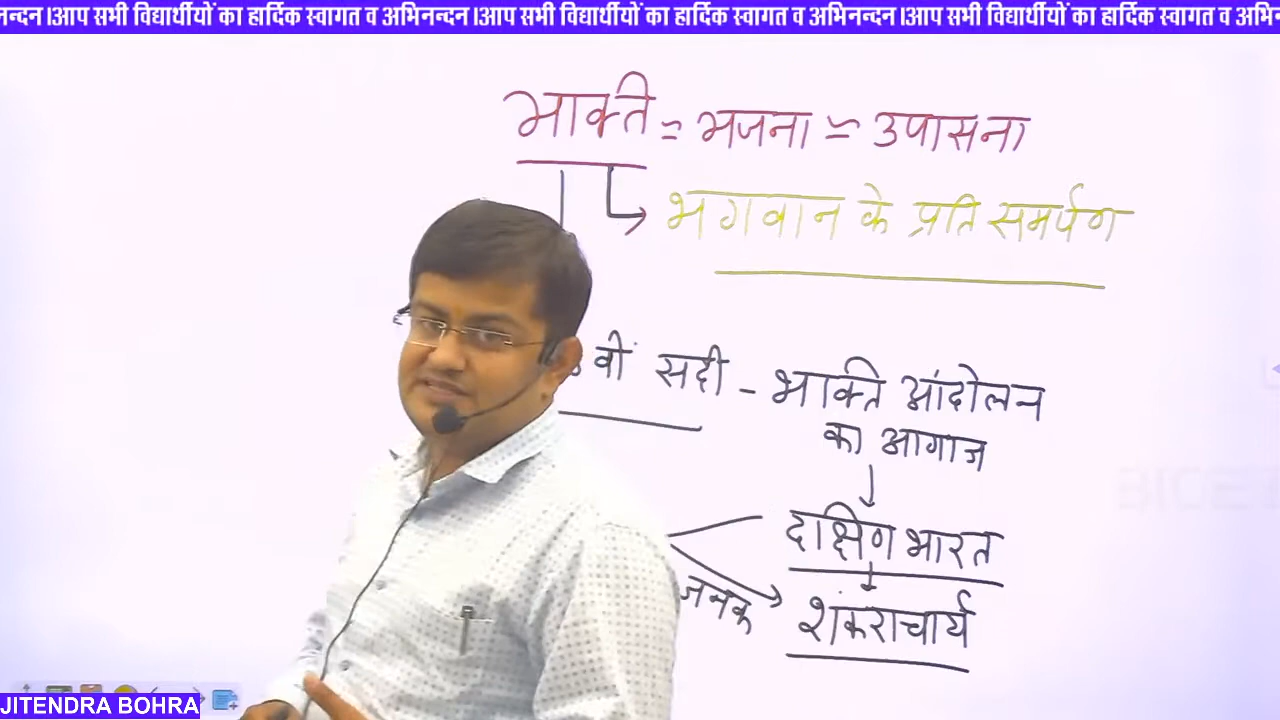 नन्दन ।आप सभी विद्यार्थीयों का हार्दिक स्वागत व अभिनन्दन ।आप सभी विद्यार्थीयों का हार्दिक स्वागत व अभिनन्दन ।आप सभी विद्यार्थीयों का हार्दिक स्वागत व अभिन
भक्ति = भजना = उपासना
भगवान के प्रति समर्पण
वीं सदी - भक्ति आंदोलन
का आगाज
दक्षिण भारत
जनक
शंकराचार्य
JITENDRA BOHRA